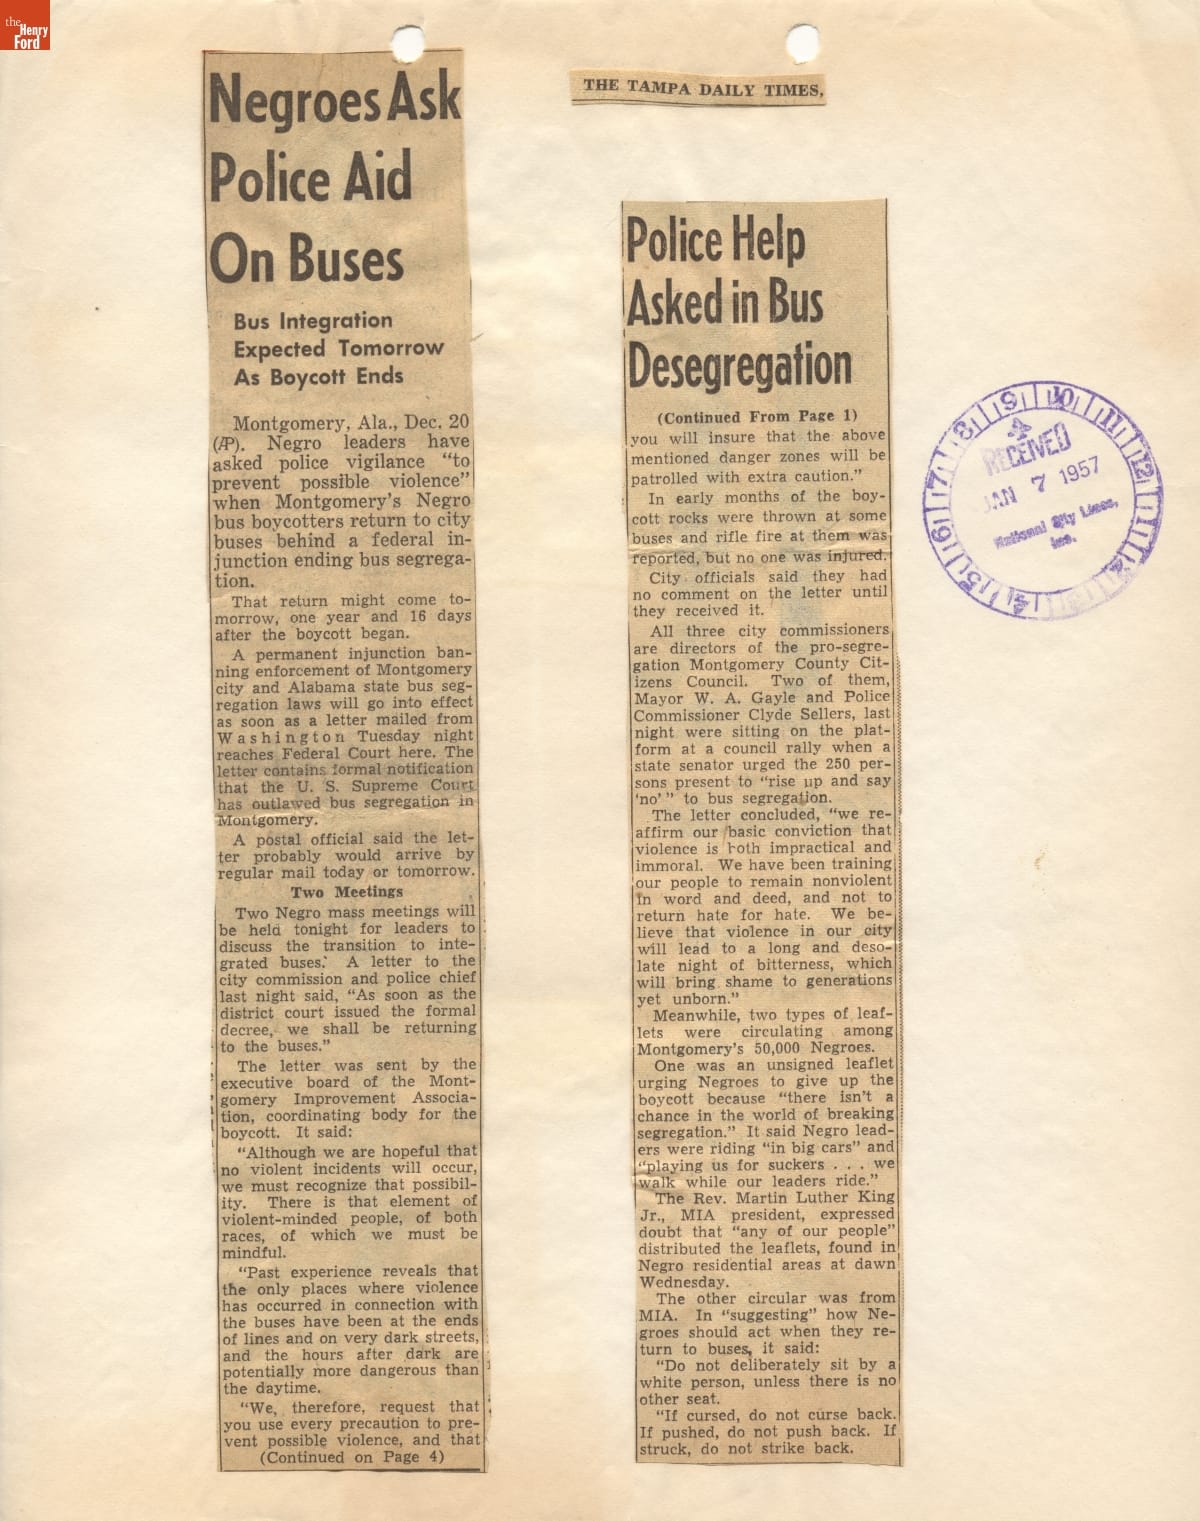 the
Henry
Ford
THE TAMPA DAILY TIMES,
Negroes Ask
Police Aid
On Buses
Bus Integration
Expected Tomorrow
As Boycott Ends
Montgomery, Ala., Dec. 20
(AP). Negro leaders have
asked police vigilance "to
prevent possible violence"
when Montgomery's Negro
bus boycotters return to city
buses behind a federal in-
junction ending bus segrega-
tion.
That return might come to-
morrow, one year and 16 days
after the boycott began.
A permanent injunction ban-
ning enforcement of Montgomery
city and Alabama state bus seg-
regation laws will go into effect
as soon as a letter mailed from
Washington Tuesday night
reaches Federal Court here. The
letter contains formal notification
that the U. S. Supreme Court
has outlawed bus segregation in
Montgomery.
A postal official said the let-
ter probably would arrive by
regular mail today or tomorrow.
Two Meetings
Two Negro mass meetings will
be held tonight for leaders to
discuss the transition to inte-
grated buses. A letter to the
city commission and police chief
last night said, "As soon as the
district court issued the formal
decree, we shall be returning
to the buses."
The letter was sent by the
executive board of the Mont-
gomery Improvement Associa-
tion, coordinating body for the
boycott. It said:
"Although we are hopeful that
no violent incidents will occur,
we must recognize that possibil-
ity. There is that element of
violent-minded people, of both
races, of which we must be
mindful.
"Past experience reveals that
the only places where violence
has occurred in connection with
the buses have been at the ends
of lines and on very dark streets,
and the hours after dark are
potentially more dangerous than
the daytime.
"We, therefore, request that
you use every precaution to pre-
vent possible violence, and that
(Continued on Page 4)
Police Help
Asked in Bus
Desegregation
(Continued From Page 1)
you will insure that the above
mentioned danger zones will be
patrolled with extra caution."
In early months of the boy-
cott rocks were thrown at some
buses and rifle fire at them was
reported, but no one was injured.
City officials said they had
no comment on the letter until
they received it.
All three city commissioners
are directors of the pro-segre-
gation Montgomery County Cit-
izens Council. Two of them,
Mayor W. A. Gayle and Police
Commissioner Clyde Sellers, last
night were sitting on the plat-
form at a council rally when a
state senator urged the 250 per-
sons present to "rise up and say
'no'" to bus segregation.
The letter concluded, "we re-
affirm our basic conviction that
violence is both impractical and
immoral. We have been training
our people to remain nonviolent
in word and deed, and not to
return hate for hate. We be-
lieve that violence in our city
will lead to a long and deso-
late night of bitterness, which
will bring shame to generations
yet unborn."
Meanwhile, two types of leaf-
lets were circulating among
Montgomery's 50,000 Negroes.
One was an unsigned leaflet
urging Negroes to give up the
boycott because "there isn't a
chance in the world of breaking
segregation." It said Negro lead-
ers were riding "in big cars" and
"playing us for suckers . . . we
walk while our leaders ride."
The Rev. Martin Luther King
Jr., MIA president, expressed
doubt that "any of our people"
distributed the leaflets, found in
Negro residential areas at dawn
Wednesday.
The other circular was from
MIA. In "suggesting" how Ne-
groes should act when they re-
turn to buses, it said:
"Do not deliberately sit by a
white person, unless there is no
other seat.
"If cursed, do not curse back.
If pushed, do not push back. If
struck, do not strike back.
RECEIVED
JAN 7 1957
National City Lines,
Inc.
7 8 9 10 11 12 1 2 3 4 5 6